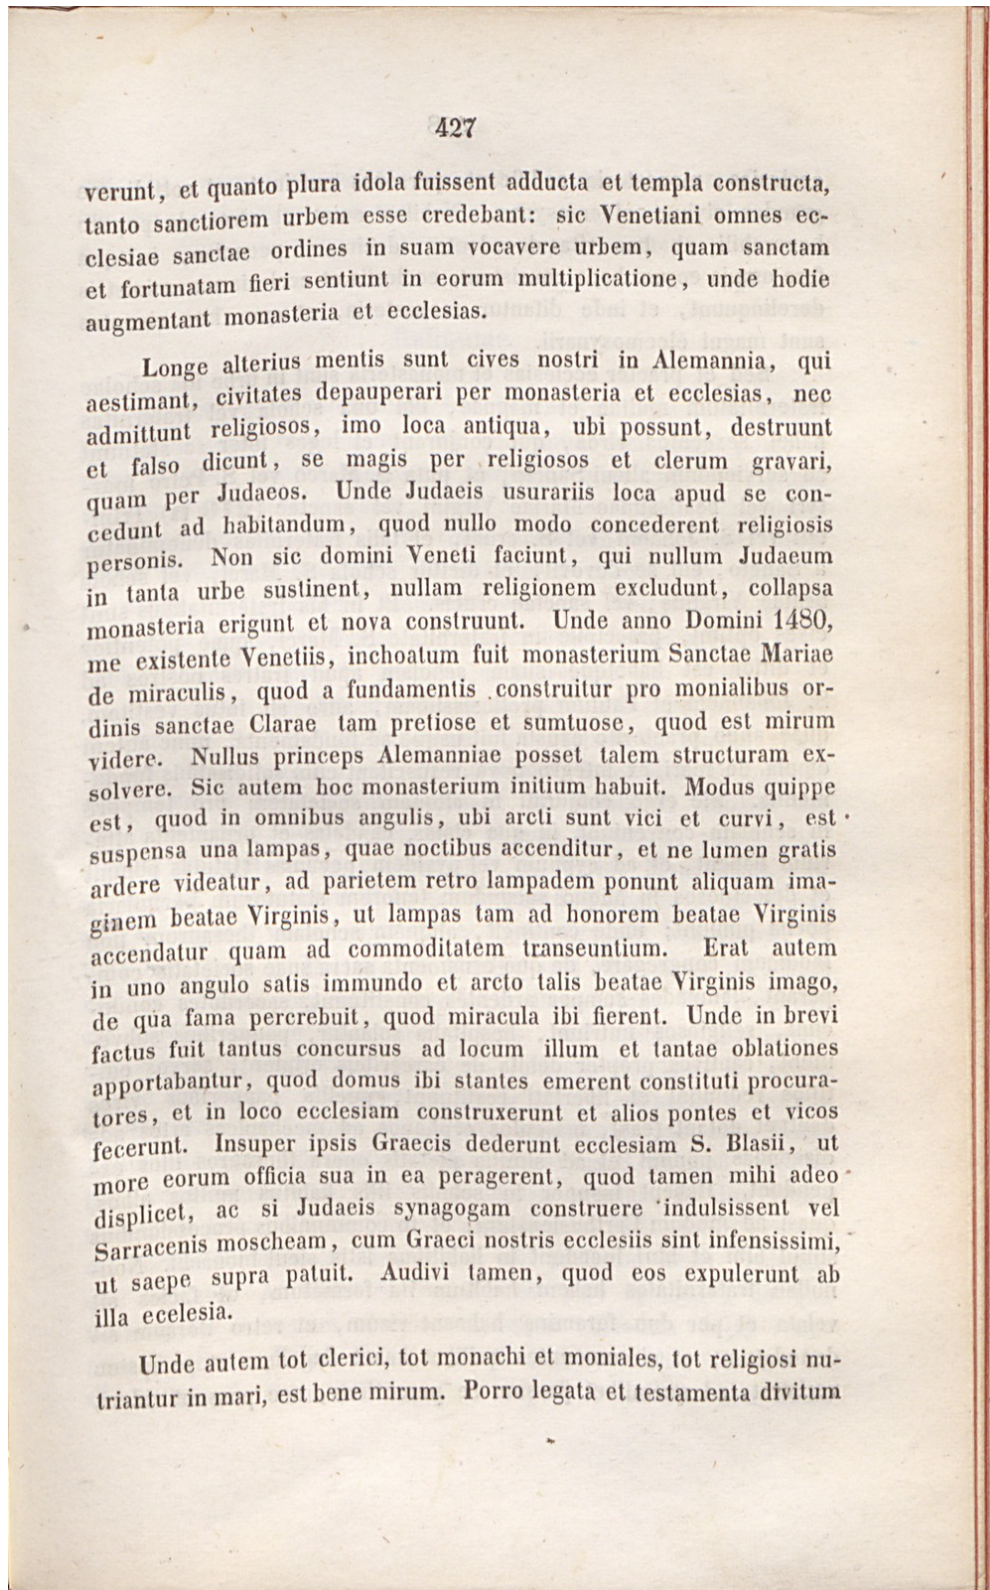 427
verunt, et quanto plura idola fuissent adducta et templa constructa,
tanto sanctiorem urbem esse credebant: sic Venetiani omnes ec-
clesiae sanctae ordines in suam vocavere urbem, quam sanctam
et fortunatam fieri sentiunt in eorum multiplicatione, unde hodie
augmentant monasteria et ecclesias.
Longe alterius mentis sunt cives nostri in Alemannia, qui
aestimant, civitates depauperari per monasteria et ecclesias, nec
admittunt religiosos, imo loca antiqua, ubi possunt, destruunt
et falso dicunt, se magis per religiosos et clerum gravari,
quam per Judaeos. Unde Judaeis usurariis loca apud se con-
cedunt ad habitandum, quod nullo modo concederent religiosis
personis. Non sic domini Veneti faciunt, qui nullum Judaeum
in tanta urbe sustinent, nullam religionem excludunt, collapsa
monasteria erigunt et nova construunt. Unde anno Domini 1480,
me existente Venetiis, inchoatum fuit monasterium Sanctae Mariae
de miraculis, quod a fundamentis construitur pro monialibus or-
dinis sanctae Clarae tam pretiose et sumtuose, quod est mirum
videre. Nullus princeps Alemanniae posset talem structuram ex-
solvere. Sic autem hoc monasterium initium habuit. Modus quippe
est, quod in omnibus angulis, ubi arcti sunt vici et curvi, est
suspensa una lampas, quae noctibus accenditur, et ne lumen gratis
ardere videatur, ad parietem retro lampadem ponunt aliquam ima-
ginem beatae Virginis, ut lampas tam ad honorem beatae Virginis
accendatur quam ad commoditatem transeuntium. Erat autem
in uno angulo satis immundo et arcto talis beatae Virginis imago,
de qua fama percrebuit, quod miracula ibi fierent. Unde in brevi
factus fuit tantus concursus ad locum illum et tantae oblationes
apportabantur, quod domus ibi stantes emerent constituti procura-
tores, et in loco ecclesiam construxerunt et alios pontes et vicos
fecerunt. Insuper ipsis Graecis dederunt ecclesiam S. Blasii, ut
more eorum officia sua in ea peragerent, quod tamen mihi adeo
displicet, ac si Judaeis synagogam construere indulsissent vel
Sarracenis moscheam, cum Graeci nostris ecclesiis sint infensissimi,
ut saepe supra patuit. Audivi tamen, quod eos expulerunt ab
illa ecelesia.
Unde autem tot clerici, tot monachi et moniales, tot religiosi nu-
triantur in mari, est bene mirum. Porro legata et testamenta divitum